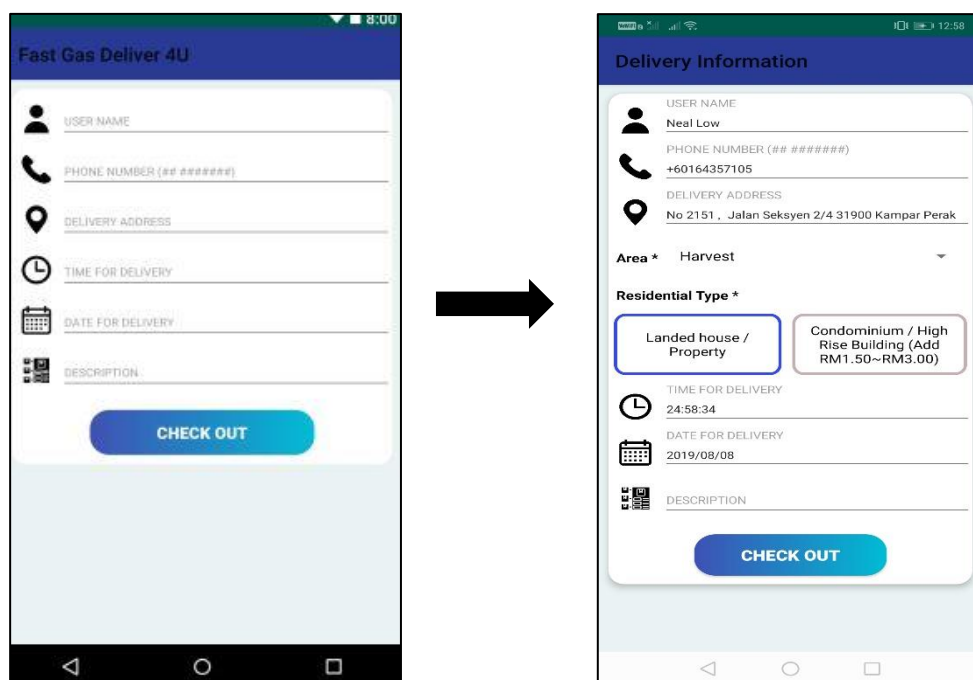 8:00
Fast Gas Deliver 4U
USER NAME
PHONE NUMBER (## #######)
DELIVERY ADDRESS
TIME FOR DELIVERY
DATE FOR DELIVERY
DESCRIPTION
CHECK OUT
12:58
Delivery Information
USER NAME
Neal Low
PHONE NUMBER (## #######)
+60164357105
DELIVERY ADDRESS
No 2151 , Jalan Seksyen 2/4 31900 Kampar Perak
Area * Harvest
Residential Type *
Landed house /
Property
Condominium / High
Rise Building (Add
RM1.50~RM3.00)
TIME FOR DELIVERY
24:58:34
DATE FOR DELIVERY
2019/08/08
DESCRIPTION
CHECK OUT